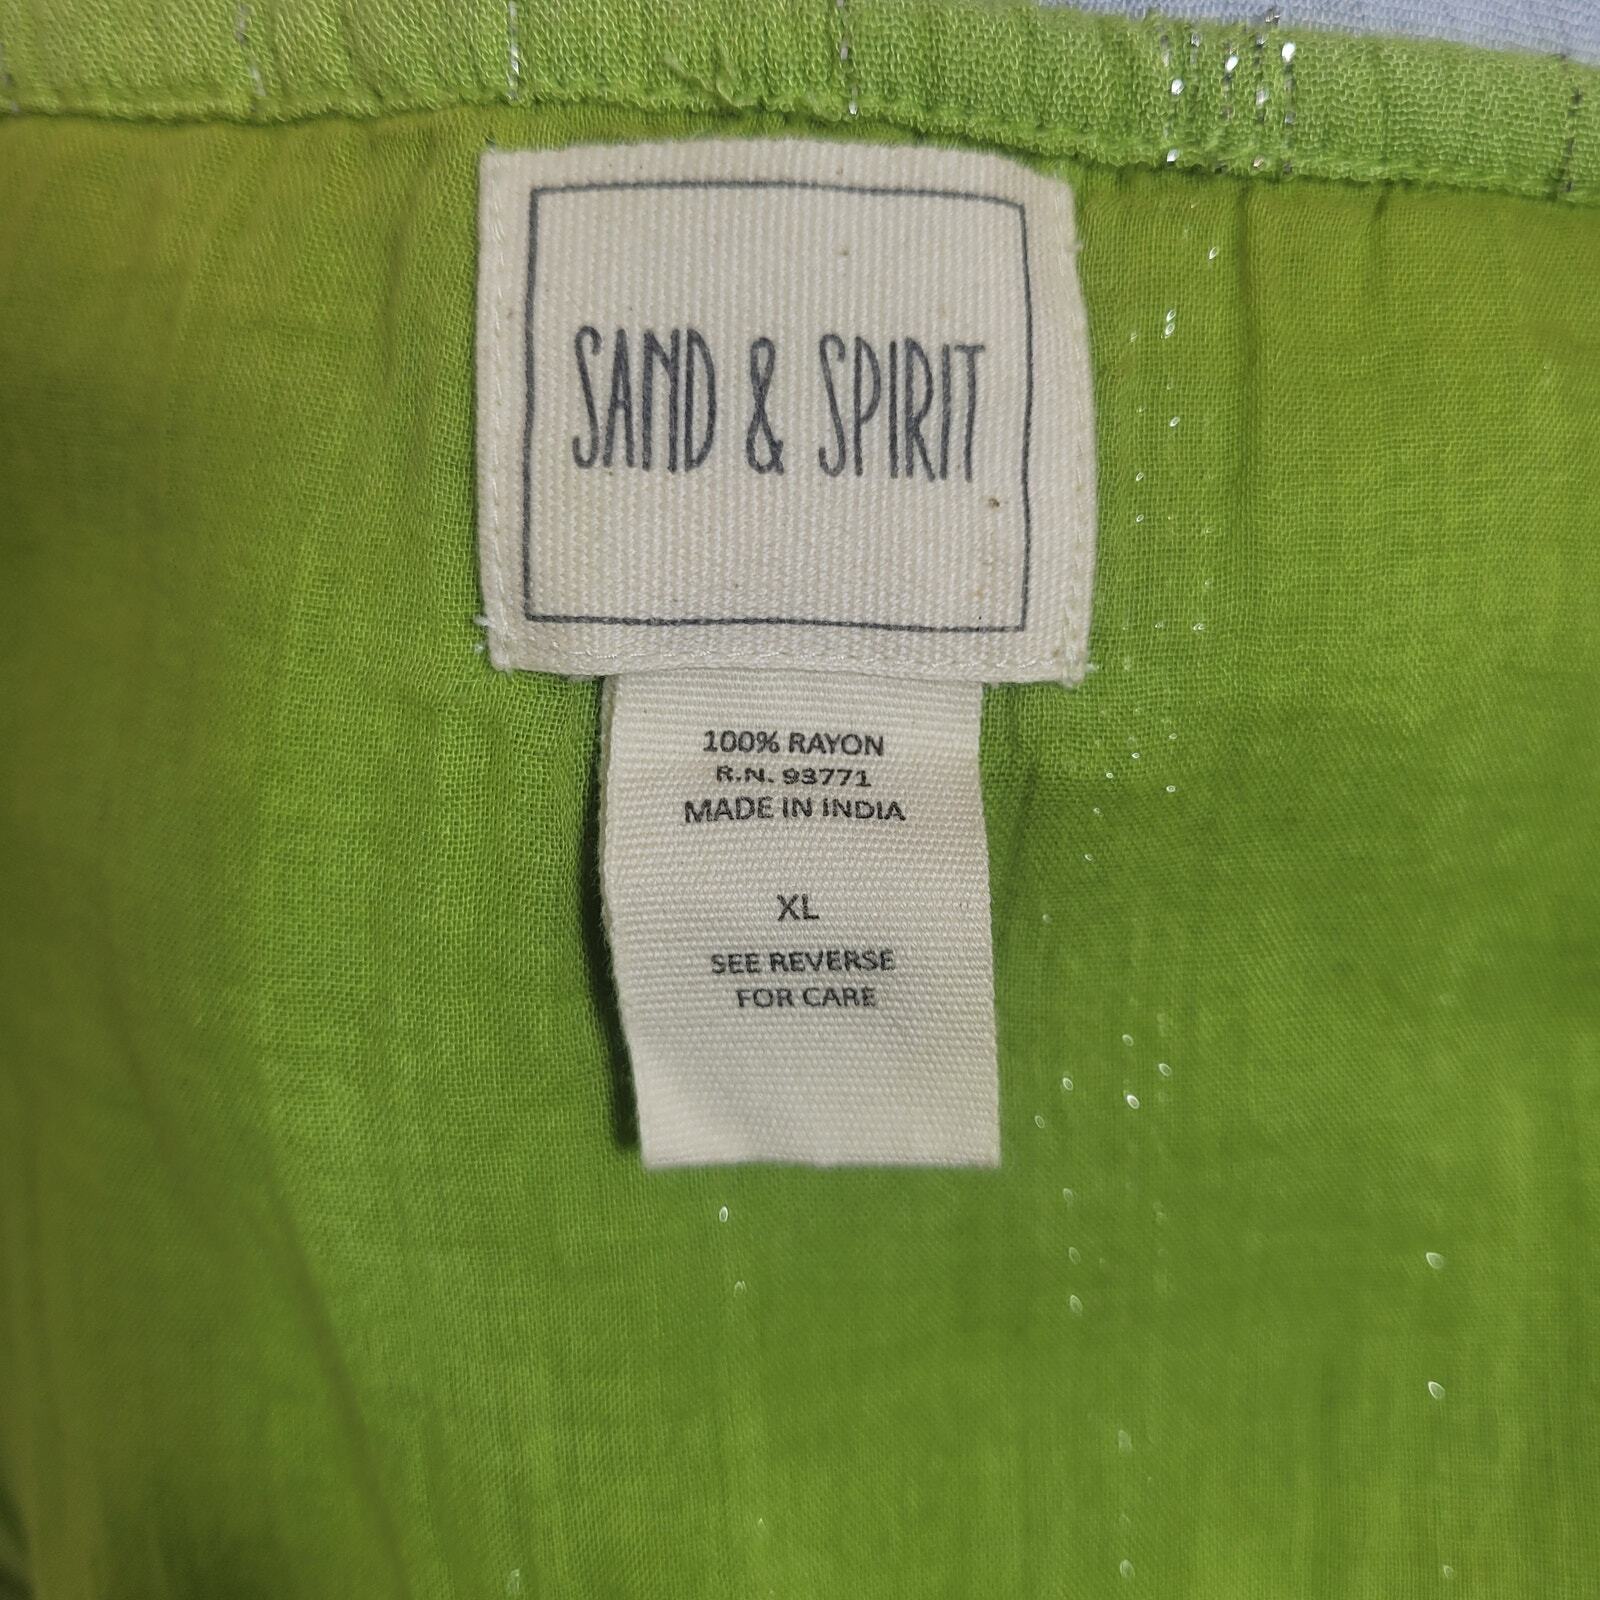 SAND & SPIRIT
100% RAYON
R.N. 93771
MADE IN INDIA
XL
SEE REVERSE
FOR CARE